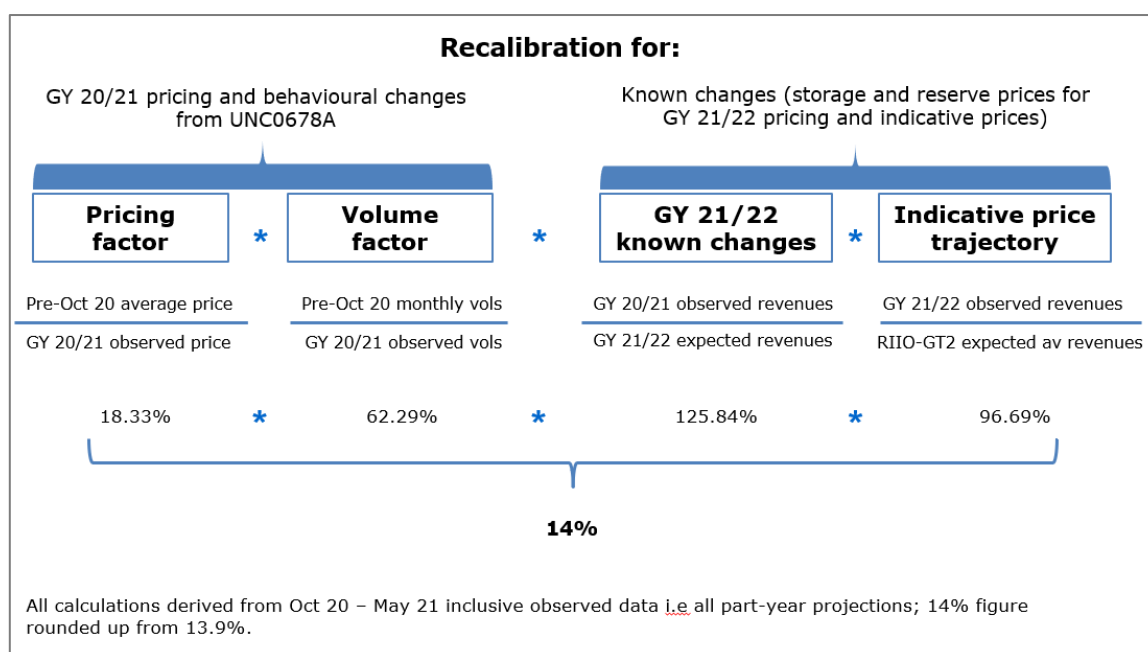 Recalibration for:
GY 20/21 pricing and behavioural changes
from UNC0678A
Known changes (storage and reserve prices for
GY 21/22 pricing and indicative prices)
Pricing
factor
*
Volume
factor
*
GY 21/22
known changes
*
Indicative price
trajectory
Pre-Oct 20 average price
GY 20/21 observed price
Pre-Oct 20 monthly vols
GY 20/21 observed vols
GY 20/21 observed revenues
GY 21/22 expected revenues
GY 21/22 observed revenues
RIIO-GT2 expected av revenues
18.33% * 62.29% * 125.84% * 96.69%
14%
All calculations derived from Oct 20 – May 21 inclusive observed data i.e all part-year projections; 14% figure
rounded up from 13.9%.